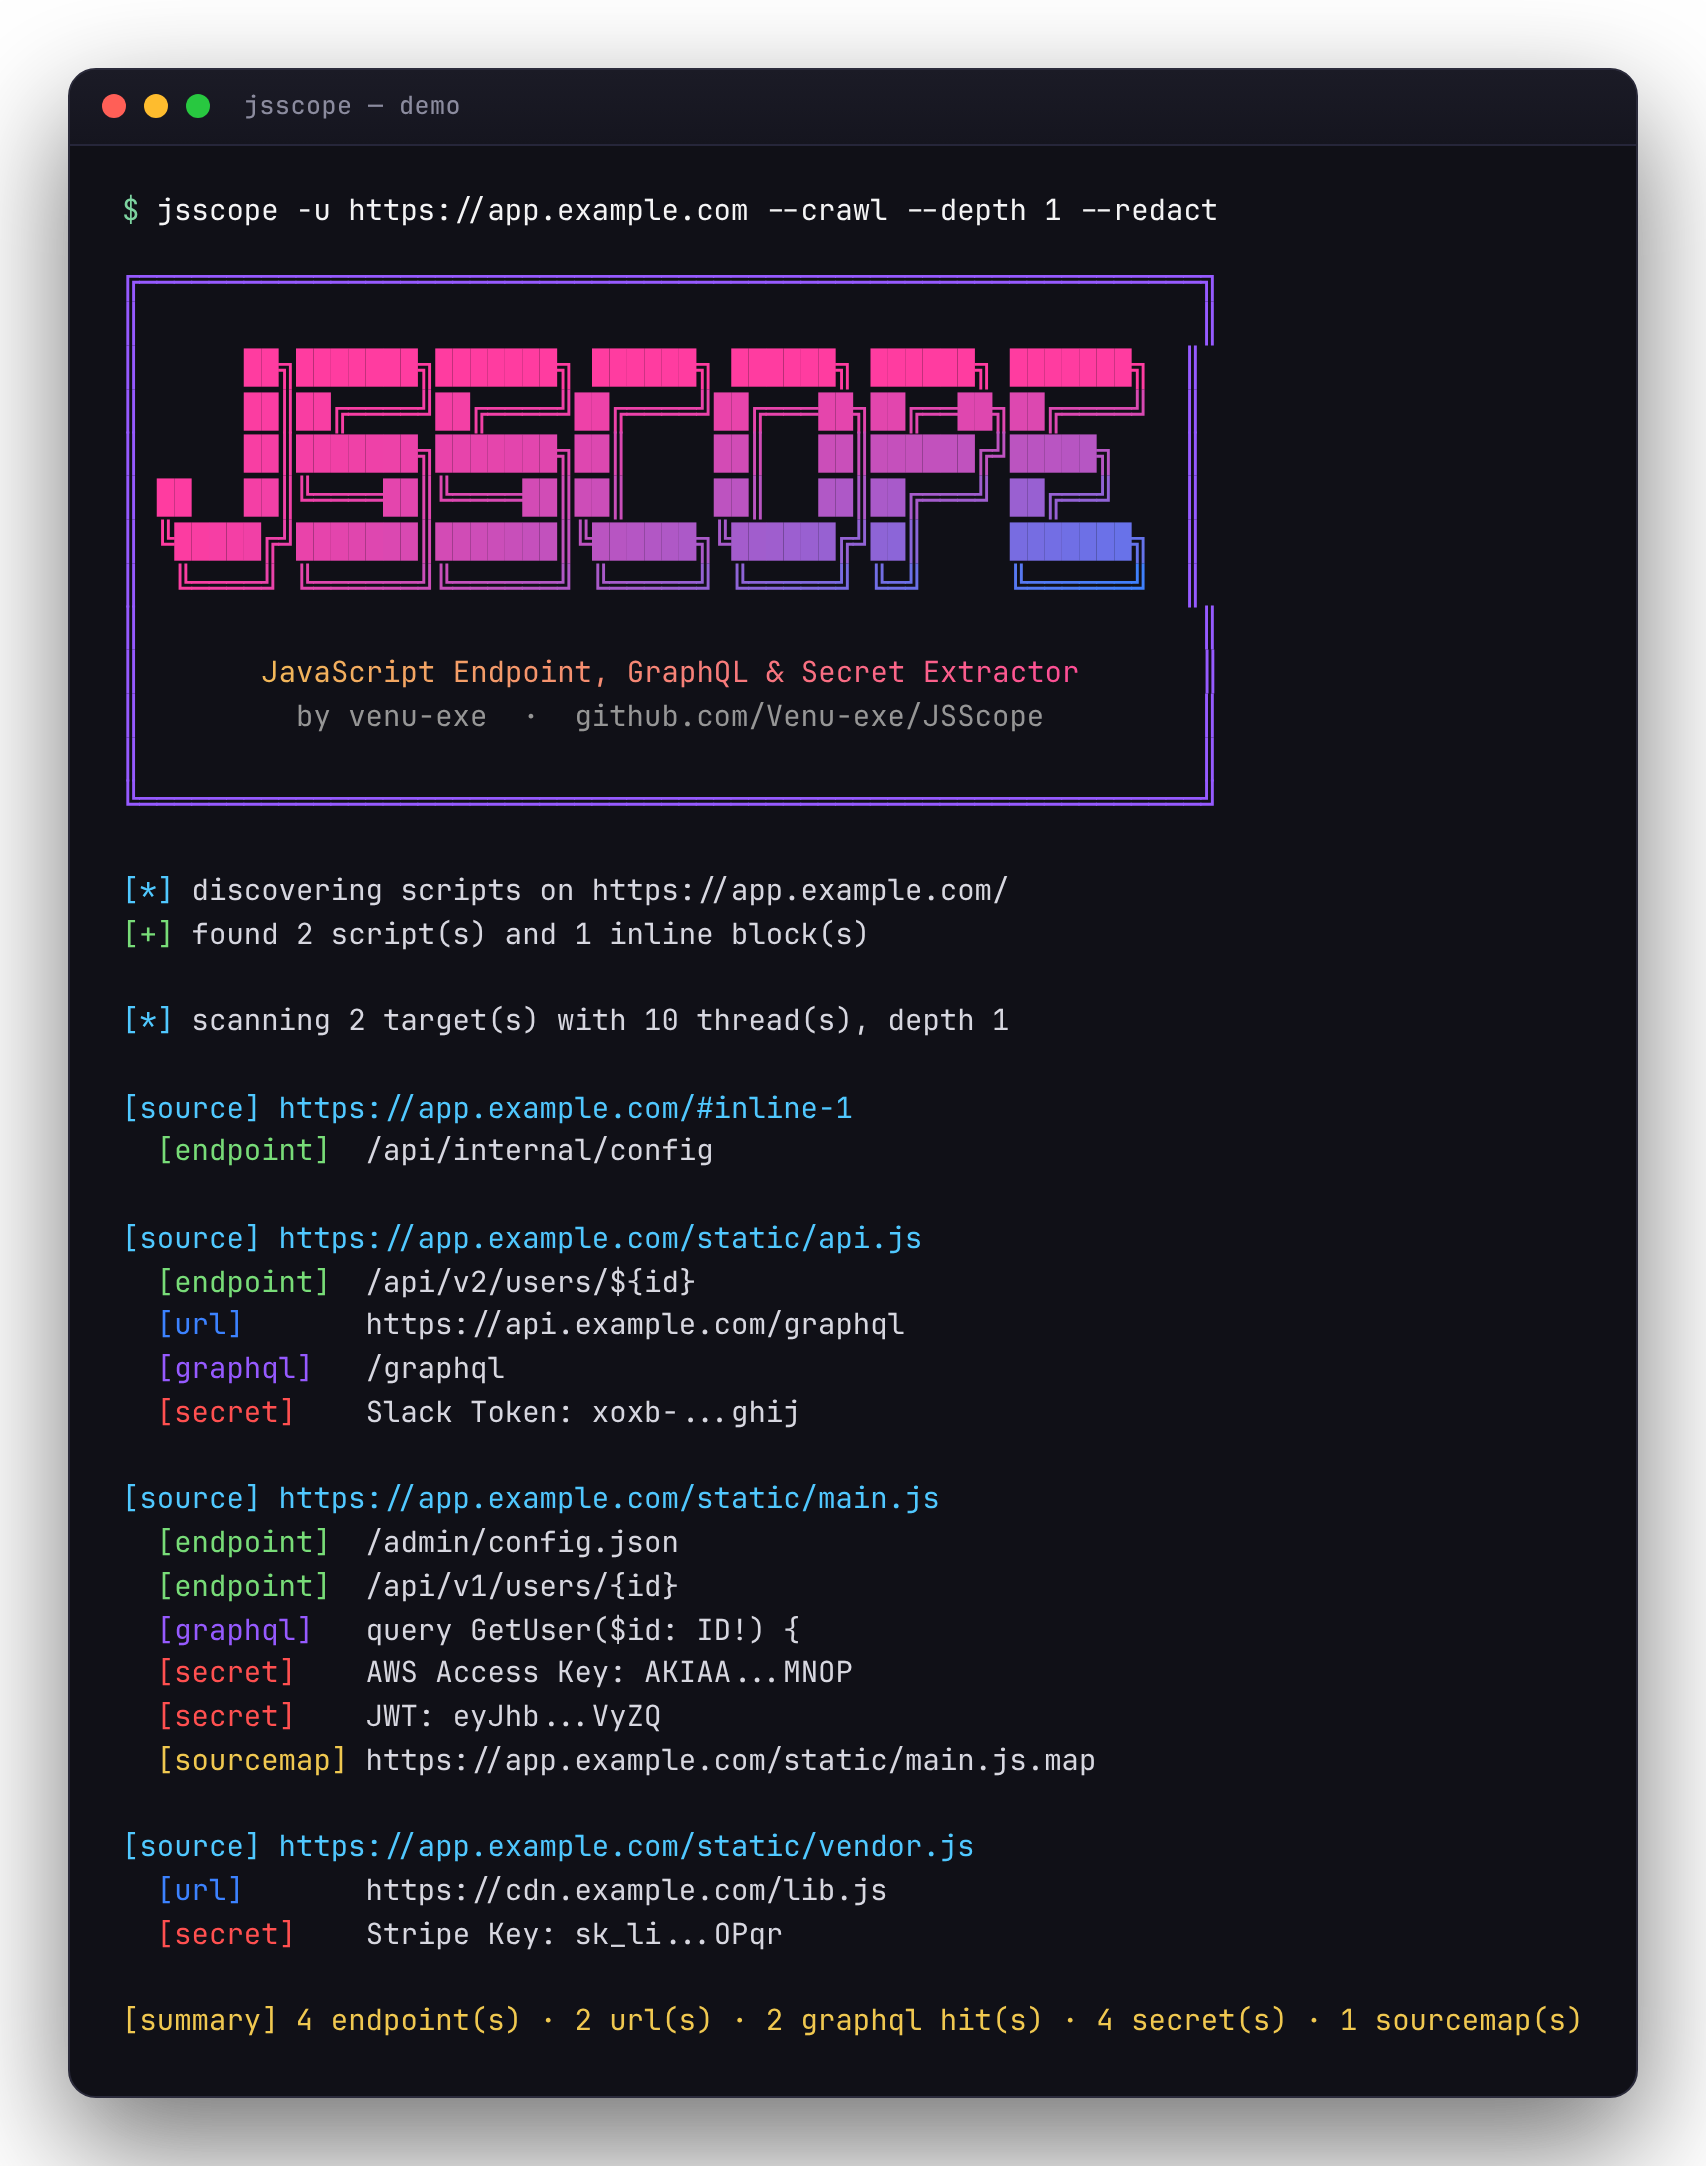 jsscope — demo
$ jsscope -u https://app.example.com --crawl --depth 1 --redact
JSSCOPE
JavaScript Endpoint, GraphQL & Secret Extractor
by venu-exe · github.com/Venu-exe/JSScope
[*] discovering scripts on https://app.example.com/
[+] found 2 script(s) and 1 inline block(s)
[*] scanning 2 target(s) with 10 thread(s), depth 1
[source] https://app.example.com/#inline-1
[endpoint] /api/internal/config
[source] https://app.example.com/static/api.js
[endpoint] /api/v2/users/${id}
[url] https://api.example.com/graphql
[graphql] /graphql
[secret] Slack Token: xoxb-...ghij
[source] https://app.example.com/static/main.js
[endpoint] /admin/config.json
[endpoint] /api/v1/users/{id}
[graphql] query GetUser($id: ID!) {
[secret] AWS Access Key: AKIAA...MNOP
[secret] JWT: eyJhb...VyZQ
[sourcemap] https://app.example.com/static/main.js.map
[source] https://app.example.com/static/vendor.js
[url] https://cdn.example.com/lib.js
[secret] Stripe Key: sk_li...OPqr
[summary] 4 endpoint(s) · 2 url(s) · 2 graphql hit(s) · 4 secret(s) · 1 sourcemap(s)